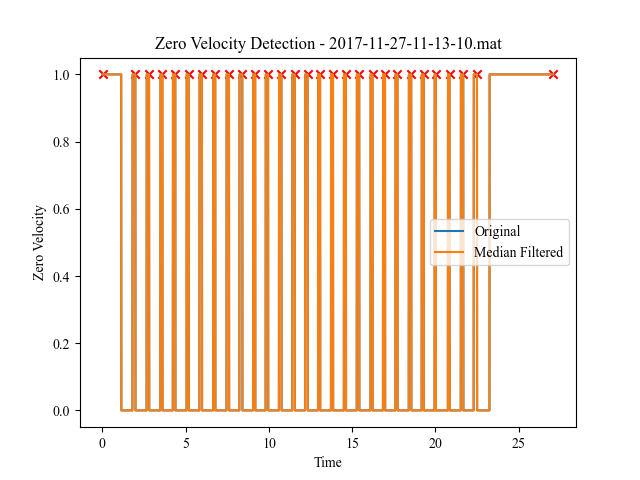 Zero Velocity Detection - 2017-11-27-11-13-10.mat
1.0
0.8
0.6
0.4
0.2
0.0
Zero Velocity
Original
Median Filtered
0 5 10 15 20 25
Time